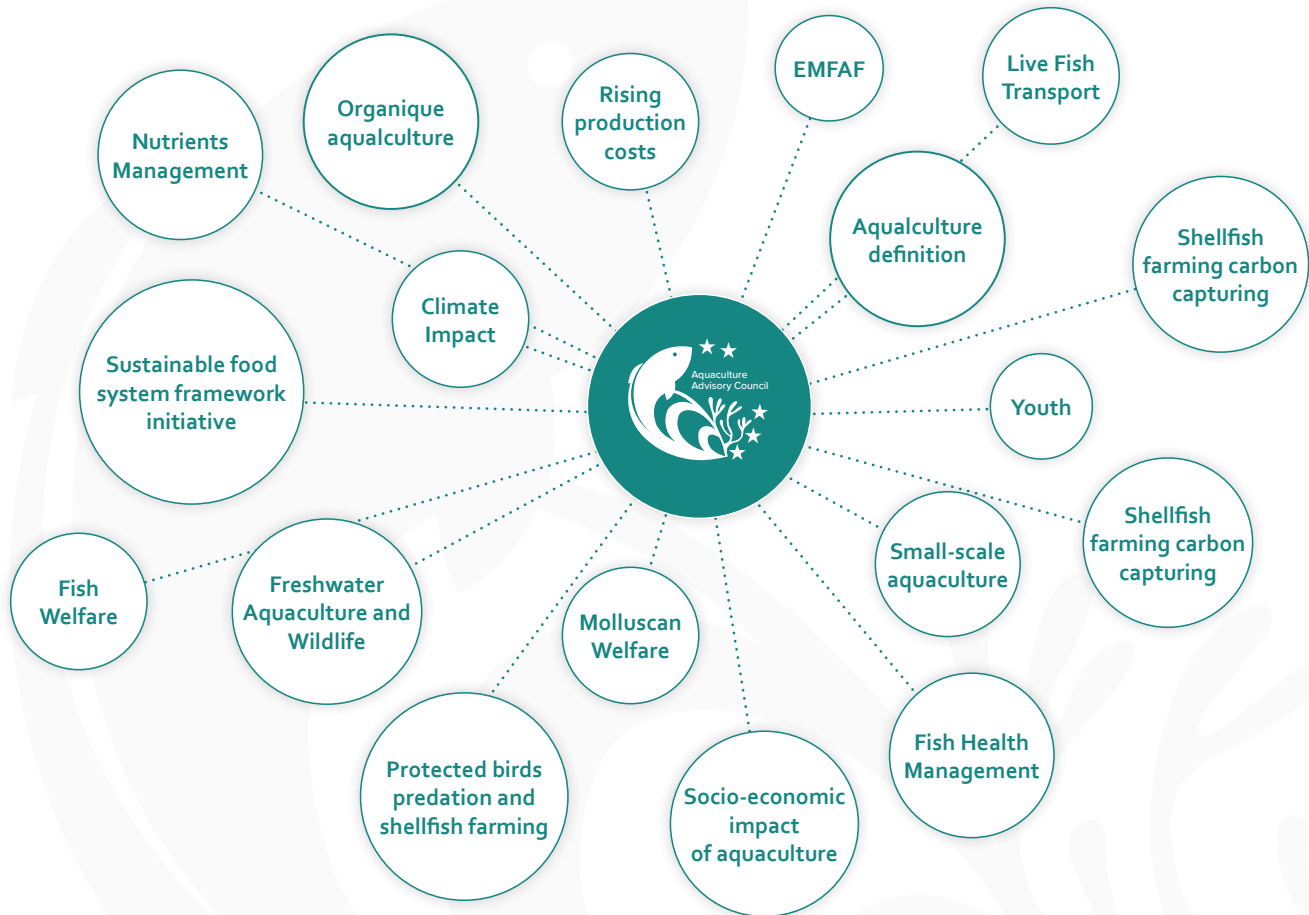 EMFAF
Live Fish
Transport
Rising
production
costs
Organique
aqualculture
Nutrients
Management
Aqualculture
definition
Shellfish
farming carbon
capturing
Climate
Impact
Sustainable food
system framework
initiative
Aquaculture
Advisory Council
Youth
Shellfish
farming carbon
capturing
Small-scale
aquaculture
Fish
Welfare
Freshwater
Aquaculture and
Wildlife
Molluscan
Welfare
Fish Health
Management
Protected birds
predation and
shellfish farming
Socio-economic
impact
of aquaculture